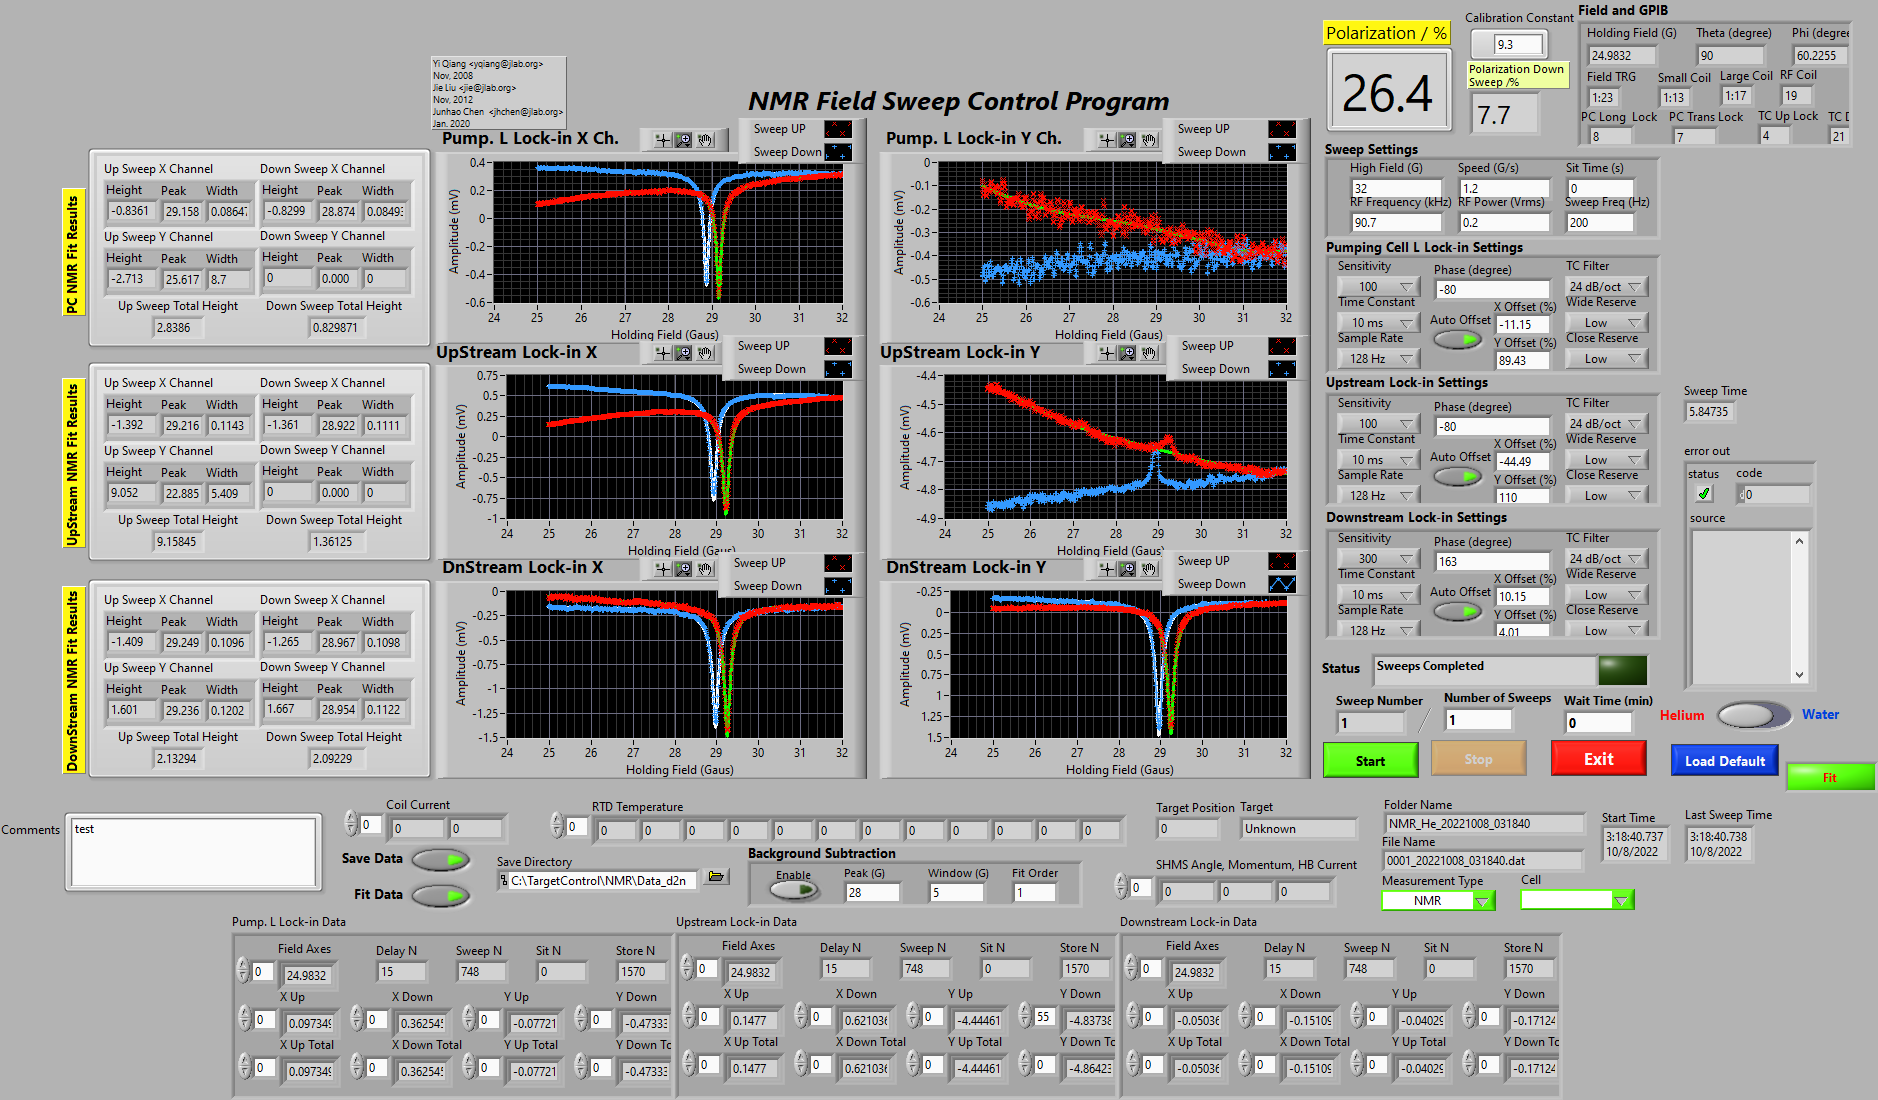 Yi Qiang <yqiang@jlab.org>
Nov, 2008
Jie Liu <jie@jlab.org>
Nov, 2012
Junhao Chen <jhchen@jlab.org>
Jan. 2020
NMR Field Sweep Control Program
Polarization / %
26.4
Calibration Constant
9.3
Polarization Down
Sweep /%
7.7
Field and GPIB
Holding Field (G) Theta (degree) Phi (degree
24.9832 90 60.2255
Field TRG Small Coil Large Coil RF Coil
1:23 1:13 1:17 19
PC Long Lock PC Trans Lock TC Up Lock TC
8 7 4 21
PC NMR Fit Results
Up Sweep X Channel Down Sweep X Channel
Height Peak Width Height Peak Width
-0.8361 29.158 0.08647 -0.8299 28.874 0.0849
Up Sweep Y Channel Down Sweep Y Channel
Height Peak Width Height Peak Width
-2.713 25.617 8.7 0 0.000 0
Up Sweep Total Height Down Sweep Total Height
2.8386 0.829871
UpStream NMR Fit Results
Up Sweep X Channel Down Sweep X Channel
Height Peak Width Height Peak Width
-1.392 29.216 0.1143 -1.361 28.922 0.1111
Up Sweep Y Channel Down Sweep Y Channel
Height Peak Width Height Peak Width
9.052 22.885 5.409 0 0.000 0
Up Sweep Total Height Down Sweep Total Height
9.15845 1.36125
DownStream NMR Fit Results
Up Sweep X Channel Down Sweep X Channel
Height Peak Width Height Peak Width
-1.409 29.249 0.1096 -1.265 28.967 0.1098
Up Sweep Y Channel Down Sweep Y Channel
Height Peak Width Height Peak Width
1.601 29.236 0.1202 1.667 28.954 0.1122
Up Sweep Total Height Down Sweep Total Height
2.13294 2.09229
Pump. L Lock-in X Ch.
Sweep UP
Sweep Down
Amplitude (mV)
0.4
0.2
0
-0.2
-0.4
-0.6
24 25 26 27 28 29 30 31 32
Holding Field (Gaus)
Pump. L Lock-in Y Ch.
Sweep UP
Sweep Down
Amplitude (mV)
0
-0.1
-0.2
-0.3
-0.4
-0.5
-0.6
24 25 26 27 28 29 30 31 32
Holding Field (Gaus)
UpStream Lock-in X
Sweep UP
Sweep Down
Amplitude (mV)
0.75
0.5
0.25
0
-0.25
-0.5
-0.75
-1
24 25 26 27 28 29 30 31 32
Holding Field (Gaus)
UpStream Lock-in Y
Sweep UP
Sweep Down
Amplitude (mV)
-4.4
-4.5
-4.6
-4.7
-4.8
-4.9
24 25 26 27 28 29 30 31 32
Holding Field (Gaus)
DnStream Lock-in X
Sweep UP
Sweep Down
Amplitude (mV)
0
-0.25
-0.5
-0.75
-1
-1.25
-1.5
24 25 26 27 28 29 30 31 32
Holding Field (Gaus)
DnStream Lock-in Y
Sweep UP
Sweep Down
Amplitude (mV)
-0.25
0
0.25
0.5
0.75
1
1.25
1.5
24 25 26 27 28 29 30 31 32
Holding Field (Gaus)
Sweep Settings
High Field (G) Speed (G/s) Sit Time (s)
32 1.2 0
RF Frequency (kHz) RF Power (Vrms) Sweep Freq (Hz)
90.7 0.2 200
Pumping Cell L Lock-in Settings
Sensitivity Phase (degree) TC Filter
100 -80 24 dB/oct
Time Constant X Offset (%) Wide Reserve
10 ms Auto Offset -11.15 Low
Sample Rate Y Offset (%) Close Reserve
128 Hz 89.43 Low
Upstream Lock-in Settings
Sensitivity Phase (degree) TC Filter
100 -80 24 dB/oct
Time Constant X Offset (%) Wide Reserve
10 ms Auto Offset -44.49 Low
Sample Rate Y Offset (%) Close Reserve
128 Hz 110 Low
Downstream Lock-in Settings
Sensitivity Phase (degree) TC Filter
300 163 24 dB/oct
Time Constant X Offset (%) Wide Reserve
10 ms Auto Offset 10.15 Low
Sample Rate Y Offset (%) Close Reserve
128 Hz 4.01 Low
Sweep Time
5.84735
error out
status code
0
source
Status Sweeps Completed
Sweep Number Number of Sweeps Wait Time (min)
1 / 1 0
Helium Water
Start Stop Exit Load Default Fit
Comments
test
Coil Current
0 0 0
Save Data
Fit Data
RTD Temperature
0 0 0 0 0 0 0 0 0 0 0 0 0
Save Directory
C:\TargetControl\NMR\Data_d2n
Background Subtraction
Enable Peak (G) Window (G) Fit Order
28 5 1
Target Position Target
0 Unknown
SHMS Angle, Momentum, HB Current
0 0 0 0
Folder Name
NMR_He_20221008_031840
File Name
0001_20221008_031840.dat
Measurement Type Cell
NMR
Start Time
3:18:40.737
10/8/2022
Last Sweep Time
3:18:40.738
10/8/2022
Pump. L Lock-in Data
Field Axes Delay N Sweep N Sit N Store N
0 24.9832 15 748 0 1570
X Up X Down Y Up Y Down
0 0.097349 0 0.36254 0 -0.07721 0 -0.47333
X Up Total X Down Total Y Up Total Y Down To
0 0.097349 0 0.36254 0 -0.07721 0 -0.47333
Upstream Lock-in Data
Field Axes Delay N Sweep N Sit N Store N
0 24.9832 15 748 0 1570
X Up X Down Y Up Y Down
0 0.1477 0 0.621036 0 -4.44461 55 -4.83738
X Up Total X Down Total Y Up Total Y Down To
0 0.1477 0 0.621036 0 -4.44461 0 -4.86423
Downstream Lock-in Data
Field Axes Delay N Sweep N Sit N Store N
0 24.9832 15 748 0 1570
X Up X Down Y Up Y Down
0 -0.05036 0 -0.15109 0 -0.04029 0 -0.17124
X Up Total X Down Total Y Up Total Y Down To
0 -0.05036 0 -0.15109 0 -0.04029 0 -0.17124